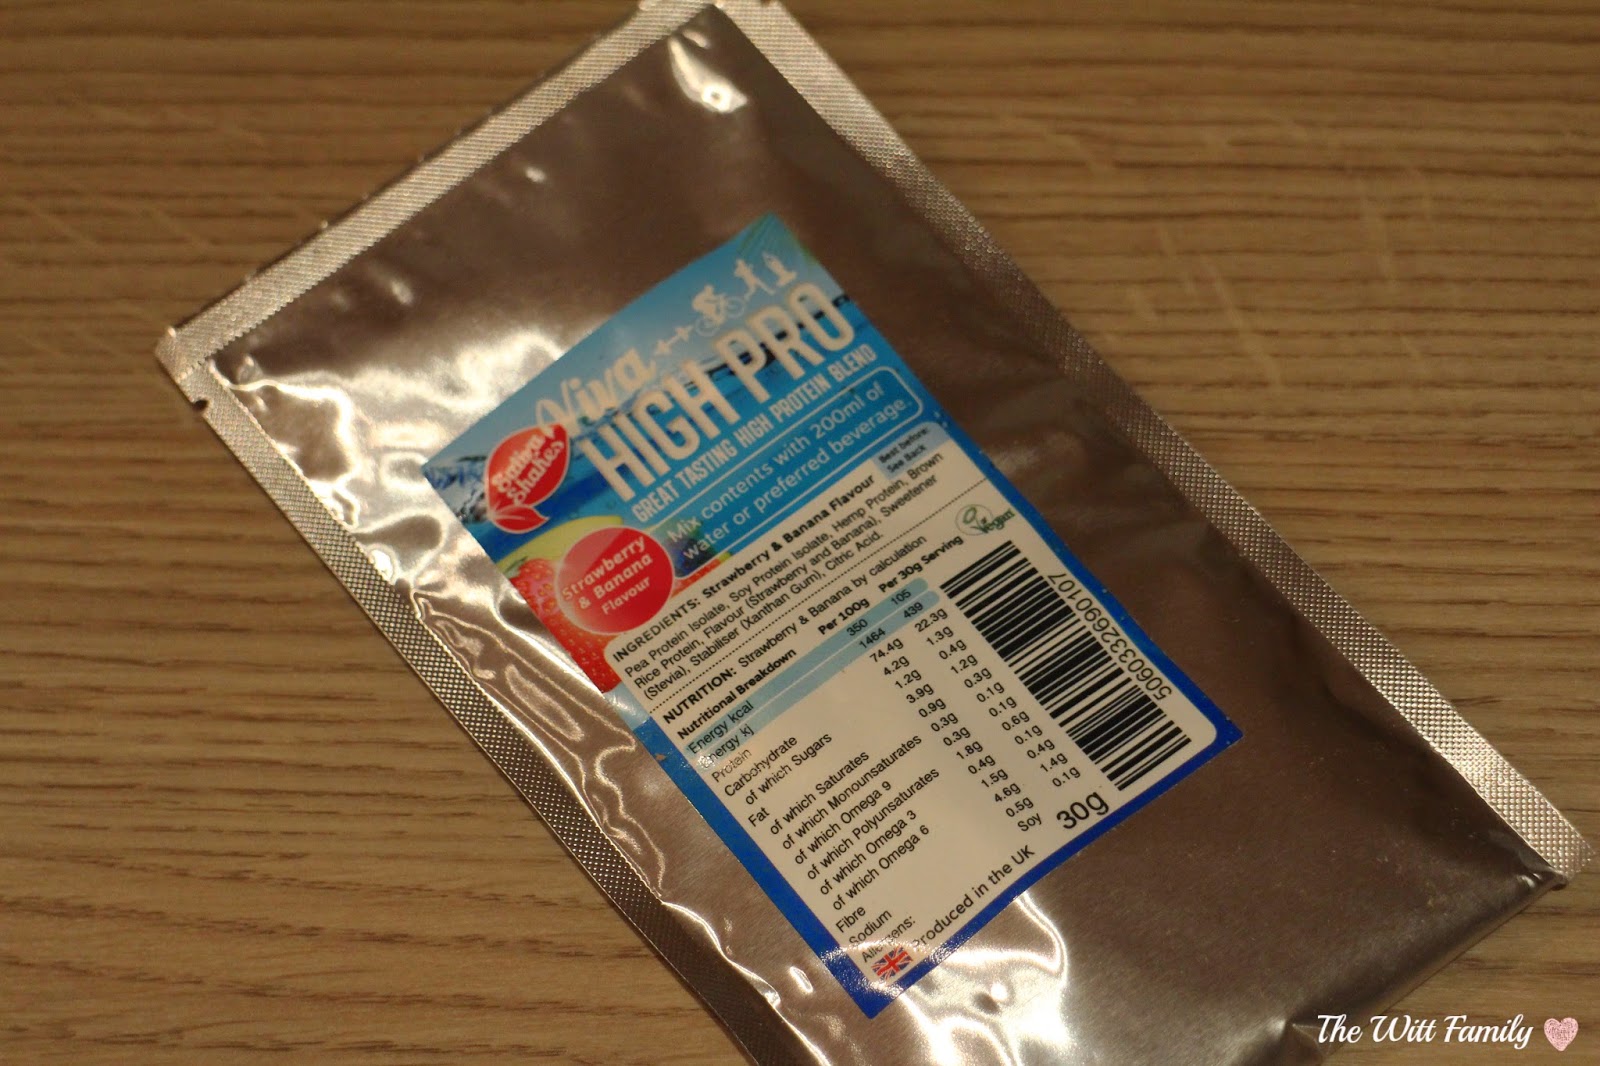 Sativa
Shakes
Viva
HIGH PRO
GREAT TASTING HIGH PROTEIN BLEND
Mix contents with 200ml of
water or preferred beverage.
Strawberry
& Banana
Flavour
Best before:
See Back
INGREDIENTS: Strawberry & Banana Flavour
Pea Protein Isolate, Soy Protein Isolate, Hemp Protein, Brown
Rice Protein, Flavour (Strawberry and Banana), Sweetener
(Stevia), Stabiliser (Xanthan Gum), Citric Acid.
Vegan
NUTRITION: Strawberry & Banana by calculation
Nutritional Breakdown Per 100g Per 30g Serving
Energy kcal 350 105
Energy kj 1464 439
Protein 74.4g 22.3g
Carbohydrate 4.2g 1.3g
of which Sugars 1.2g 0.4g
Fat 3.9g 1.2g
of which Saturates 0.9g 0.3g
of which Monounsaturates 0.3g 0.1g
of which Omega 9 0.3g 0.1g
of which Polyunsaturates 1.8g 0.6g
of which Omega 3 0.4g 0.1g
of which Omega 6 1.5g 0.4g
Fibre 4.6g 1.4g
Sodium 0.5g 0.1g
Allergens: Soy
Produced in the UK
30g
5060332690107
The Witt Family